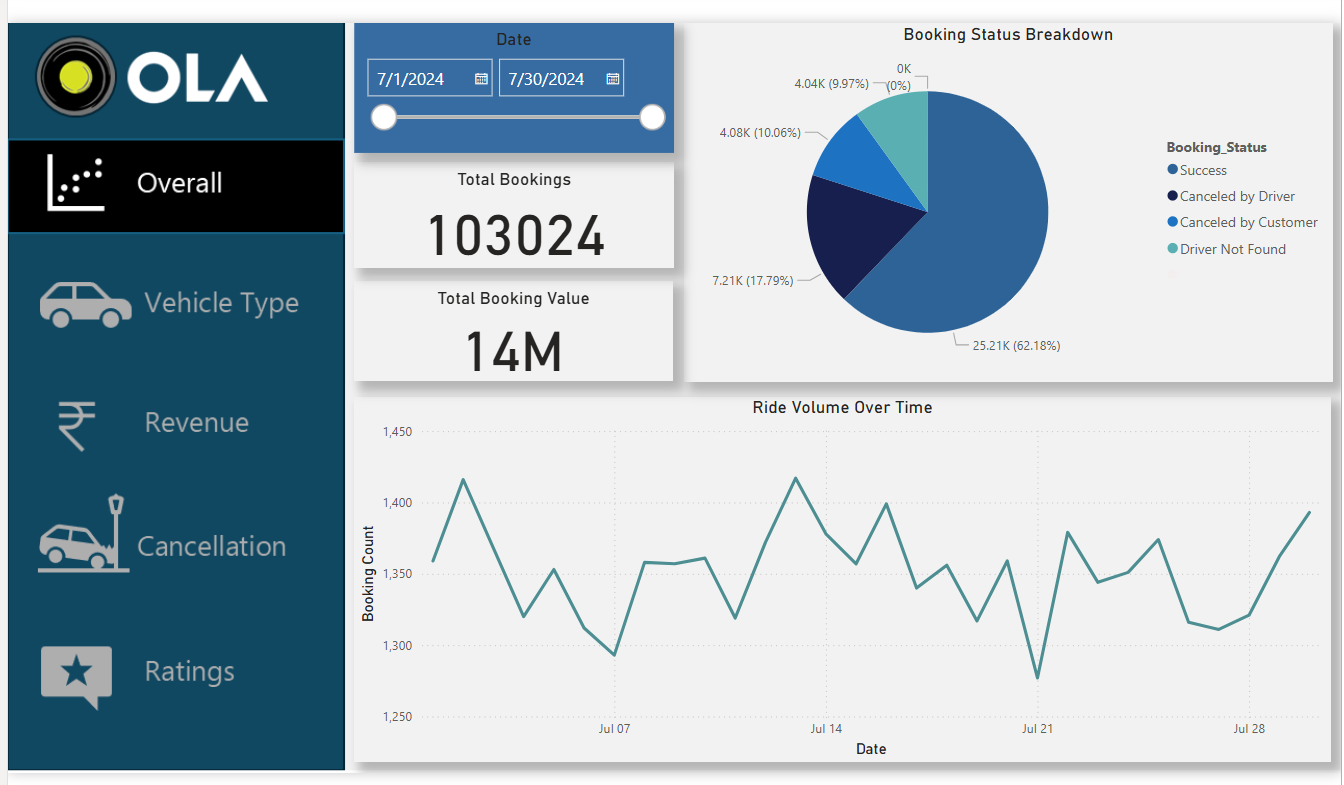 OLA
Overall
Vehicle Type
Revenue
Cancellation
Ratings
Date
7/1/2024
7/30/2024
Total Bookings
103024
Total Booking Value
14M
Booking Status Breakdown
0K
(0%)
4.04K (9.97%)
4.08K (10.06%)
7.21K (17.79%)
25.21K (62.18%)
Booking_Status
Success
Canceled by Driver
Canceled by Customer
Driver Not Found
Ride Volume Over Time
Booking Count
1,450
1,400
1,350
1,300
1,250
Jul 07
Jul 14
Jul 21
Jul 28
Date